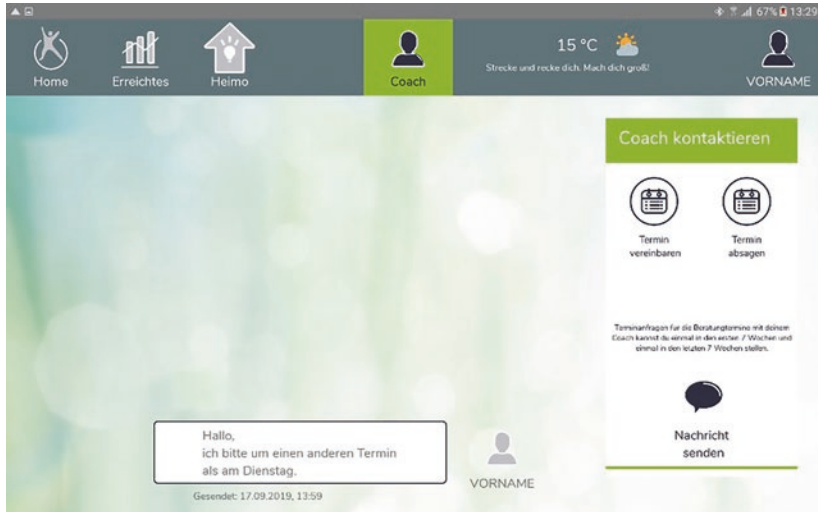 67% 13:29
Home
Erreichtes
Heimo
Coach
15 °C
Strecke und recke dich. Mach dich groß!
VORNAME
Coach kontaktieren
Termin
vereinbaren
Termin
absagen
Terminanfragen für die Beratungtermine mit deinem
Coach kannst du einmal in den ersten 7 Wochen und
einmal in den letzten 7 Wochen stellen.
Nachricht
senden
Hallo,
ich bitte um einen anderen Termin
als am Dienstag.
VORNAME
Gesendet: 17.09.2019, 13:59